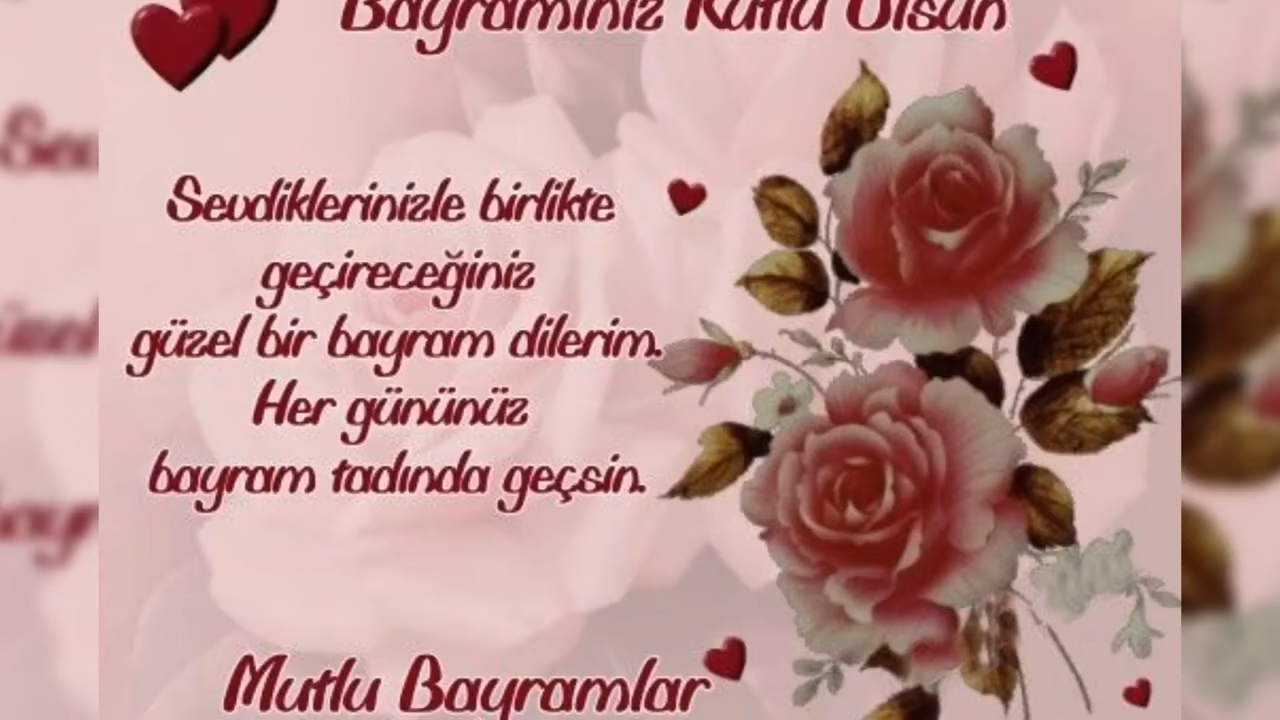 Bayramınız Kutlu Olsun
Sevdiklerinizle birlikte
geçireceğiniz
güzel bir bayram dilerim.
Her gününüz
bayram tadında geçsin.
Mutlu Bayramlar